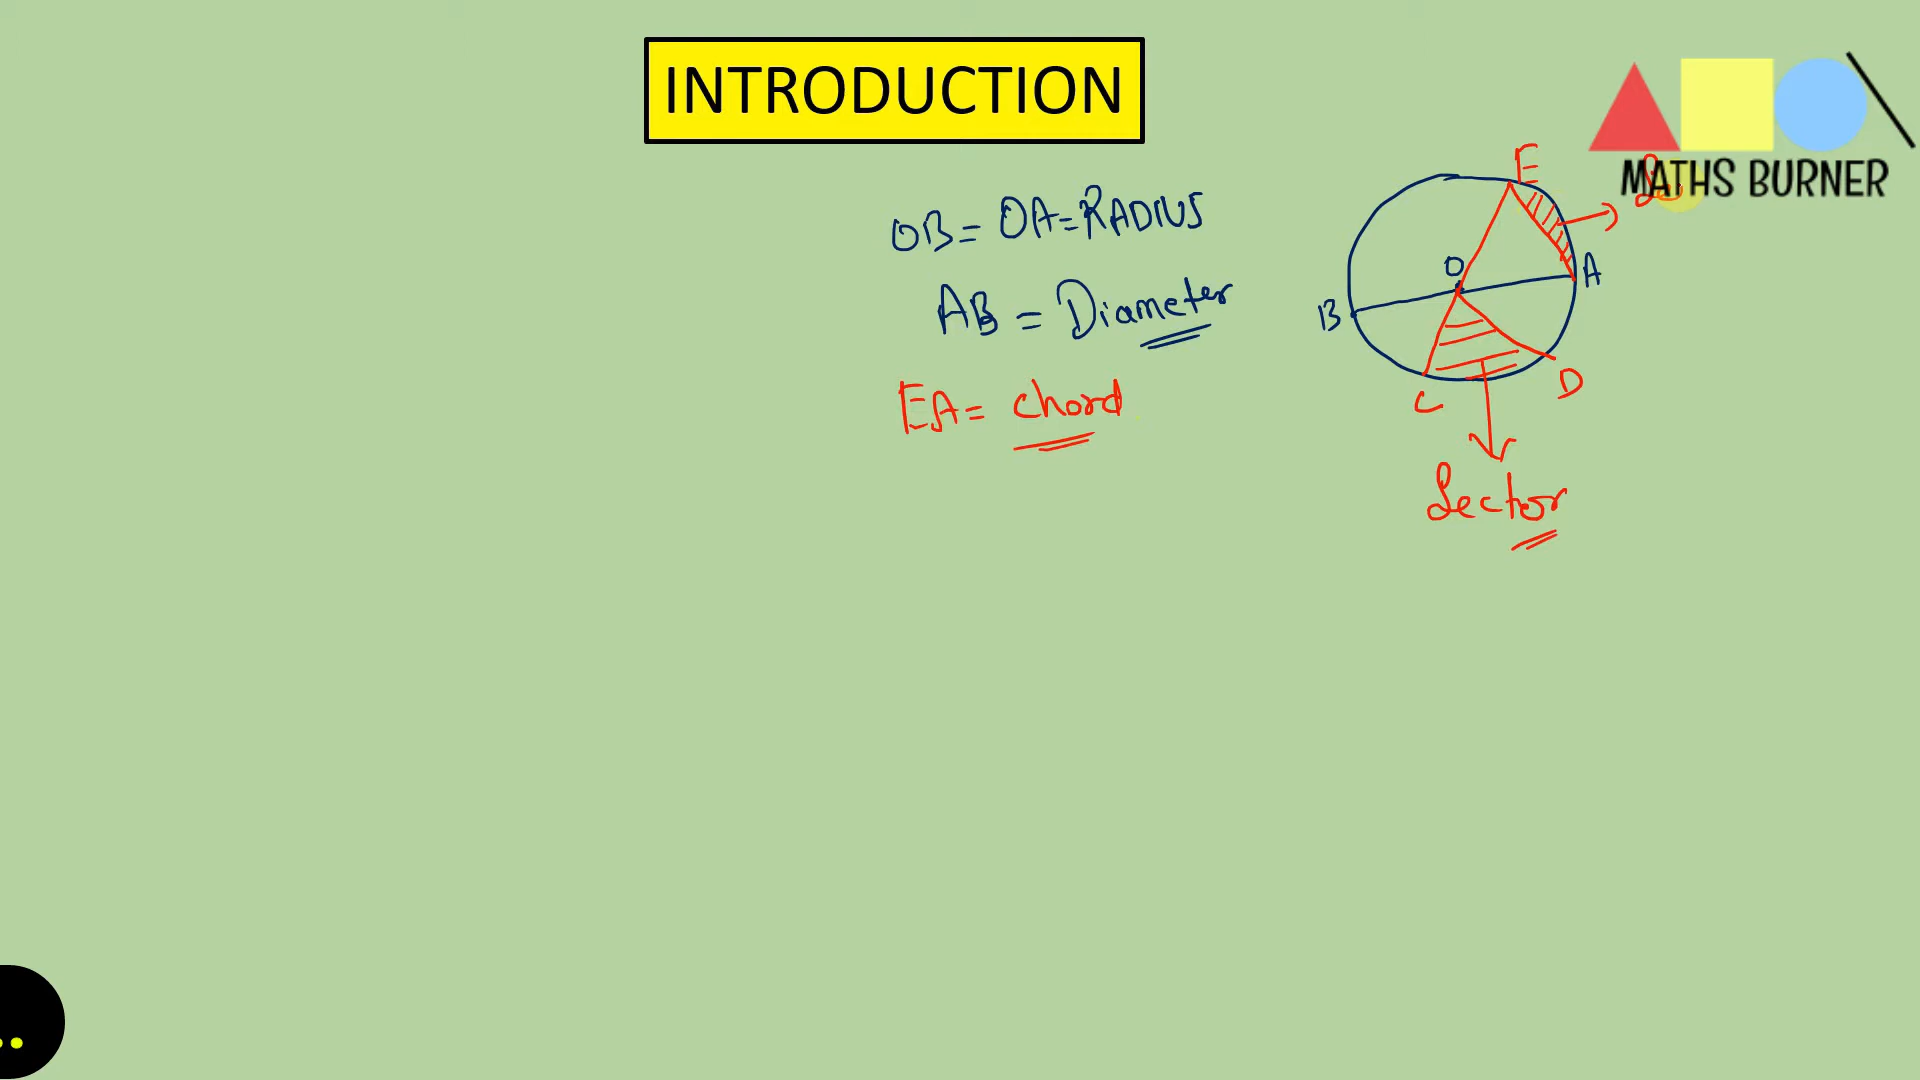 INTRODUCTION
MATHS BURNER
OB = OA = RADIUS
AB = Diameter
EA = chord
E
O
A
B
C
D
Sector